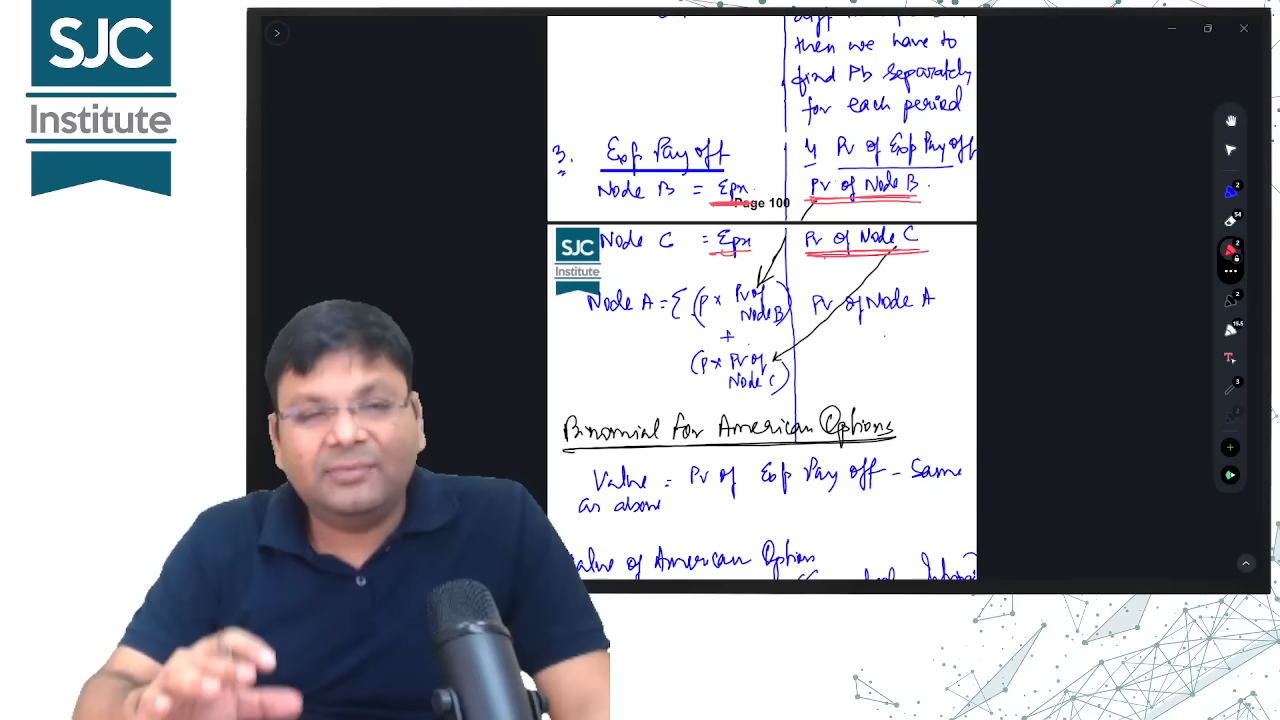 SJC
Institute
then we have to
find Pb separately
for each period
3. Exp Pay off
4 Pv of Exp Pay off
Node B = Σpx
Pv of Node B.
Page 100
SJC
Institute
Node C = Σpx
Pv of Node C
Node A = Σ (p x Pv of Node B)
+
(p x Pv of Node C)
Pv of Node A
Binomial for American Options
Value = Pv of Exp Pay off - Same
as above
Value of American Options